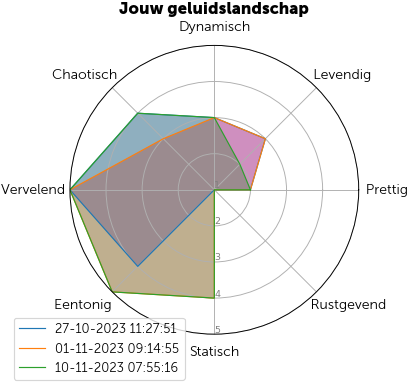 Jouw geluidslandschap
Dynamisch
Chaotisch
Levendig
Vervelend
Prettig
2
3
4
5
Eentonig
Rustgevend
Statisch
27-10-2023 11:27:51
01-11-2023 09:14:55
10-11-2023 07:55:16